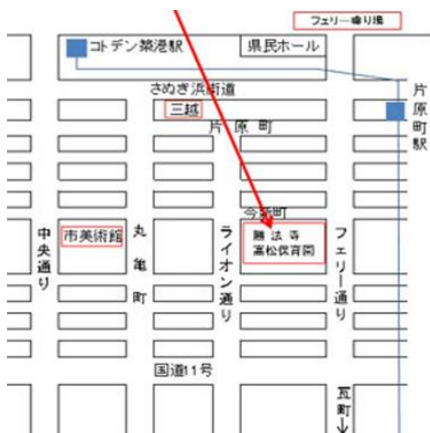 フェリー乗り場
コトデン築港駅
県民ホール
さぬき浜街道
三越
片原町
片原町駅
今新町
中央通り
市美術館
丸亀町
ライオン通り
勝法寺
高松保育園
フェリー通り
国道11号
瓦町→